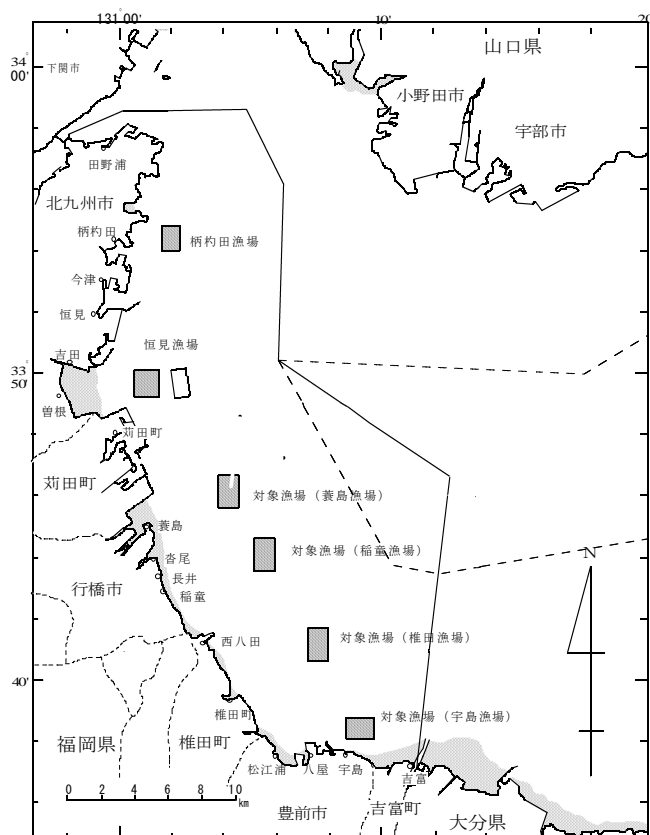 131°00'
10'
20
34°
00'
山口県
下関市
小野田市
宇部市
田野浦
北九州市
柄杓田
柄杓田漁場
今津
恒見
恒見漁場
吉田
33°
50'
曽根
苅田町
苅田町
対象漁場（蓑島漁場）
蓑島
対象漁場（稲童漁場）
N
沓尾
行橋市
長井
稲童
対象漁場（椎田漁場）
西八田
40'
椎田町
対象漁場（宇島漁場）
福岡県
椎田町
松江浦
八屋
宇島
吉富
0 2 4 6 8 10
km
豊前市
吉富町
大分県